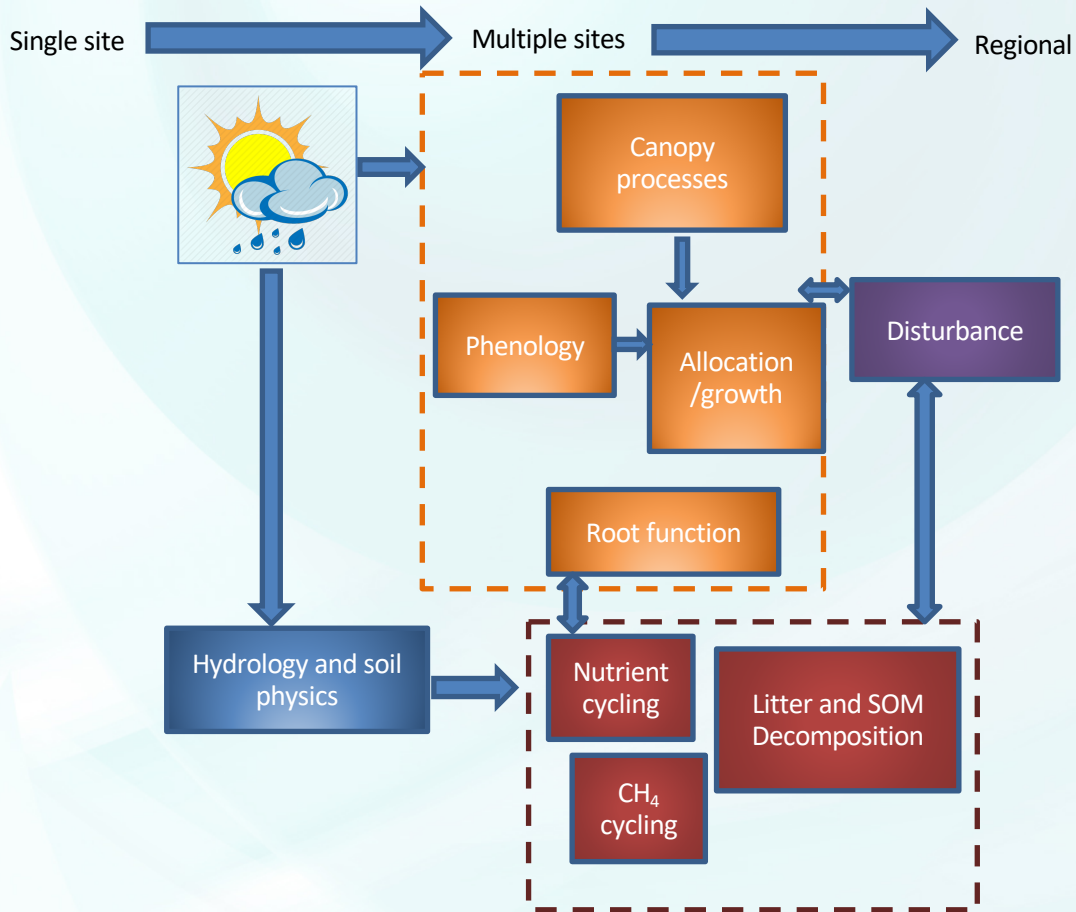 Single site
Multiple sites
Regional
Canopy
processes
Phenology
Allocation
/growth
Disturbance
Root function
Hydrology and soil
physics
Nutrient
cycling
Litter and SOM
Decomposition
CH₄
cycling